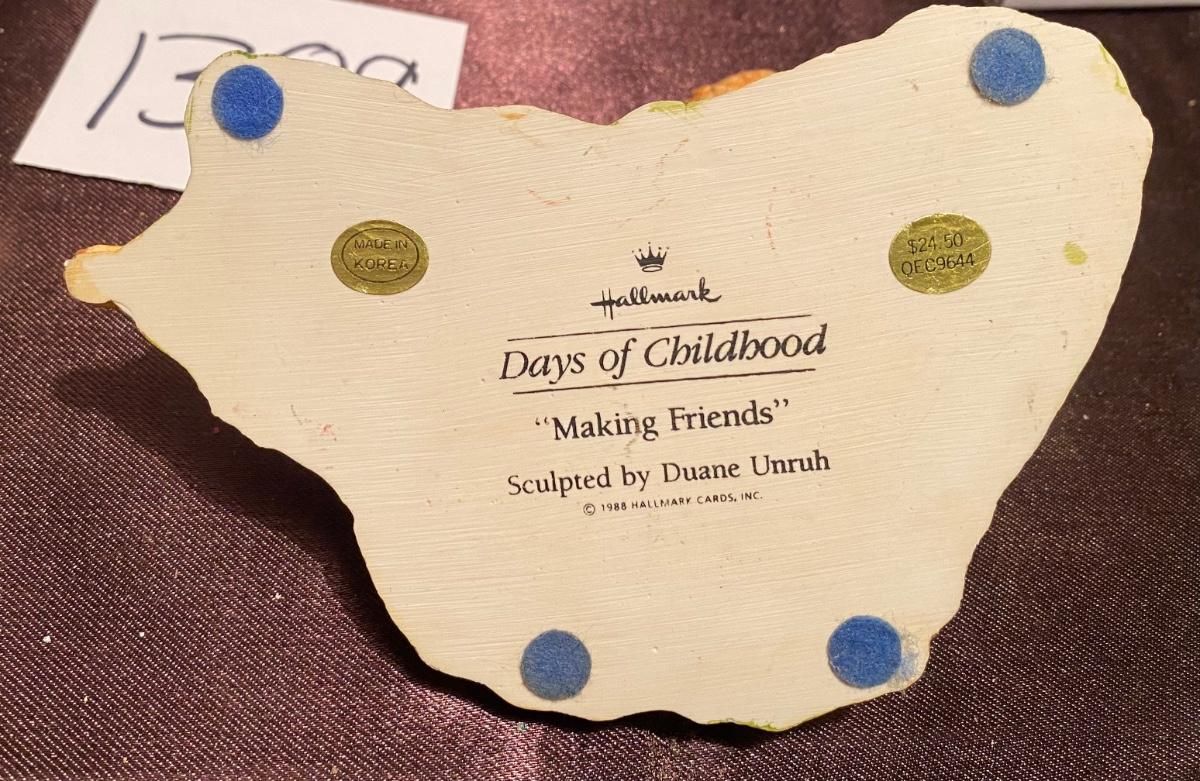 MADE IN
KOREA
$24.50
QEC9644
Hallmark
Days of Childhood
"Making Friends"
Sculpted by Duane Unruh
© 1988 HALLMARK CARDS, INC.